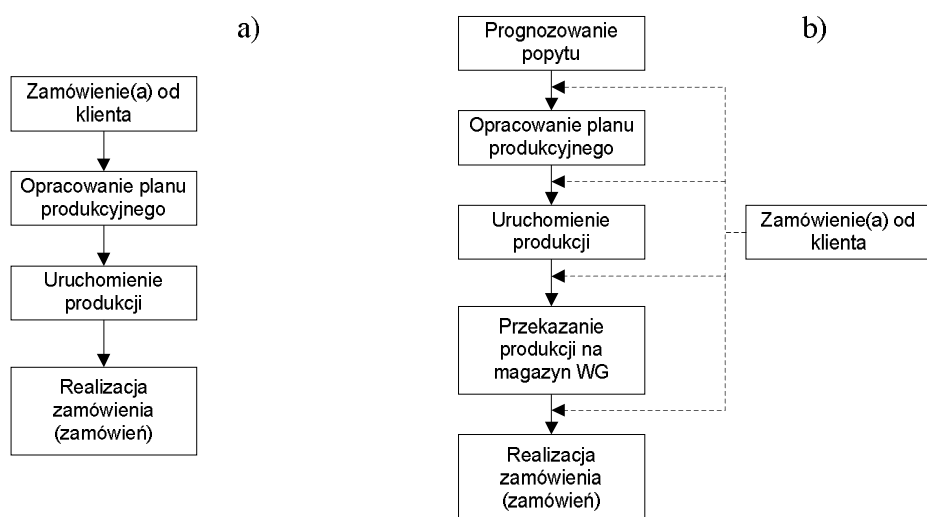 a)
Zamówienie(a) od
klienta
Opracowanie planu
produkcyjnego
Uruchomienie
produkcji
Realizacja
zamówienia
(zamówień)
b)
Prognozowanie
popytu
Opracowanie planu
produkcyjnego
Uruchomienie
produkcji
Przekazanie
produkcji na
magazyn WG
Realizacja
zamówienia
(zamówień)
Zamówienie(a) od
klienta